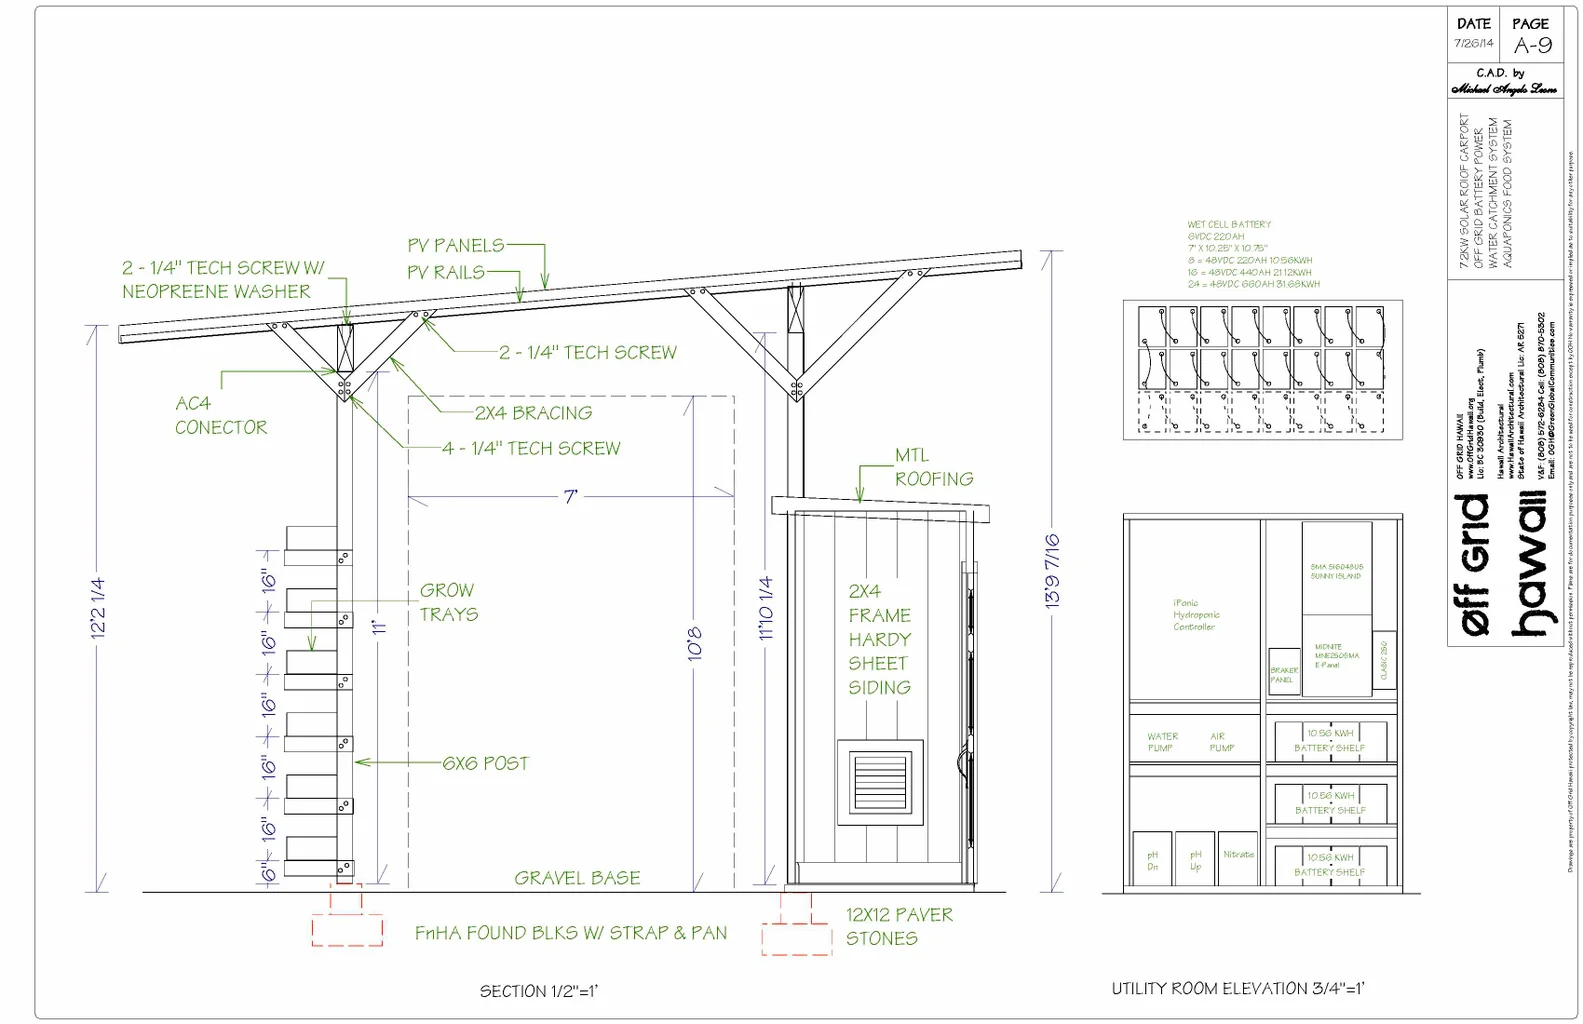 DATE
7/26/14
PAGE
A-9
C.A.D. by
Michael Angelo Leone
7.2KW SOLAR ROIOF CARPORT
OFF GRID BATTERY POWER
WATER CATCHMENT SYSTEM
AQUAPONICS FOOD SYSTEM
OFF GRID HAWAII
www.OffGridHawaii.org
Lic: BC 30930 (Build, Elect, Plumb)
Hawaii Architectural
www.HawaiiArchitectural.com
State of Hawaii Architectural Lic: AR 5271
V&F: (808) 572-6284 Cell: (808) 870-5302
Email: OGH@GreenGlobalCommunities.com
øff Grid
hawaii
PV PANELS
PV RAILS
2 - 1/4" TECH SCREW W/
NEOPREENE WASHER
2 - 1/4" TECH SCREW
AC4
CONECTOR
2X4 BRACING
4 - 1/4" TECH SCREW
MTL
ROOFING
7'
12'2 1/4
11'
10'8
11'10 1/4
13'9 7/16
16"
16"
16"
16"
16"
6"
GROW
TRAYS
2X4
FRAME
HARDY
SHEET
SIDING
6X6 POST
GRAVEL BASE
FnHA FOUND BLKS W/ STRAP & PAN
12X12 PAVER
STONES
SECTION 1/2"=1'
WET CELL BATTERY
6VDC 220AH
7" X 10.25" X 10.75"
8 = 48VDC 220AH 10.56KWH
16 = 48VDC 440AH 21.12KWH
24 = 48VDC 660AH 31.68KWH
iPonic
Hydroponic
Controller
SMA SI6048US
SUNNY ISLAND
MIDNITE
MNE250SMA
E-Panel
BRAKER
PANEL
CLASIC 250
WATER
PUMP
AIR
PUMP
10.56 KWH
BATTERY SHELF
10.56 KWH
BATTERY SHELF
10.56 KWH
BATTERY SHELF
pH
Dn
pH
Up
Nitrate
UTILITY ROOM ELEVATION 3/4"=1'